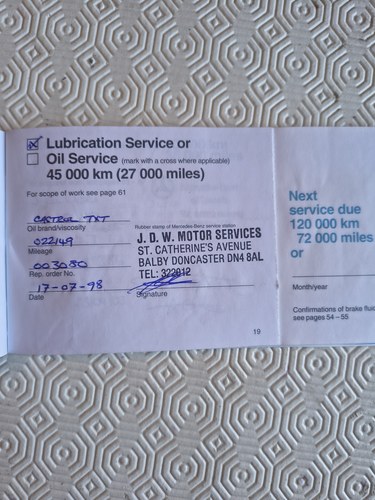 Lubrication Service or
Oil Service (mark with a cross where applicable)
45 000 km (27 000 miles)
For scope of work see page 61
CASTROL TXT
Oil brand/viscosity
022149
Mileage
003080
Rep. order No.
17-07-98
Date
Rubber stamp of Mercedes-Benz service station
J. D. W. MOTOR SERVICES
ST. CATHERINE'S AVENUE
BALBY DONCASTER DN4 8AL
TEL: 322012
Signature
19
Next
service due
120 000 km
72 000 miles
or
Month/year
Confirmations of brake fluid
see pages 54 – 55